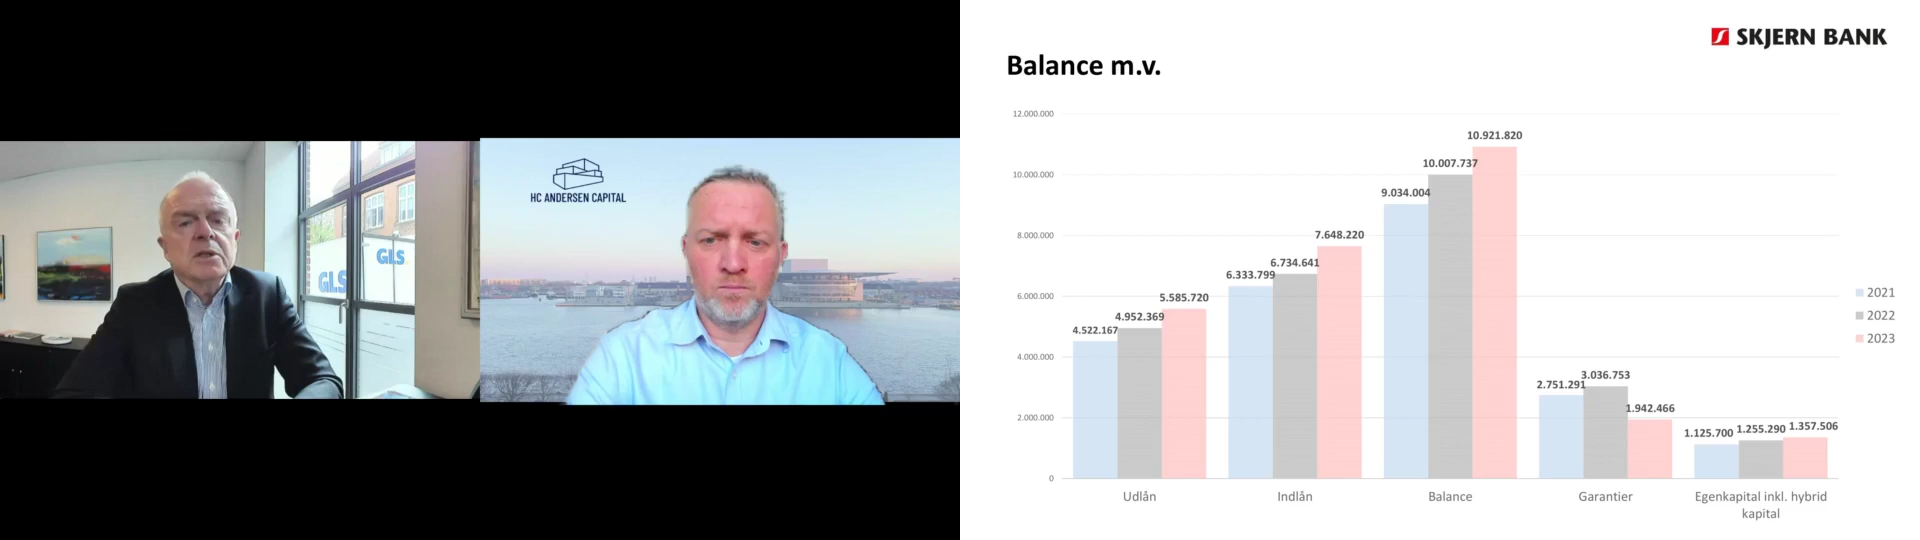 GLS
GLS
HC ANDERSEN CAPITAL
SKJERN BANK
Balance m.v.
12.000.000
10.000.000
8.000.000
6.000.000
4.000.000
2.000.000
0
4.522.167
4.952.369
5.585.720
6.333.799
6.734.641
7.648.220
9.034.004
10.007.737
10.921.820
2.751.291
3.036.753
1.942.466
1.125.700
1.255.290
1.357.506
Udlån
Indlån
Balance
Garantier
Egenkapital inkl. hybrid
kapital
2021
2022
2023